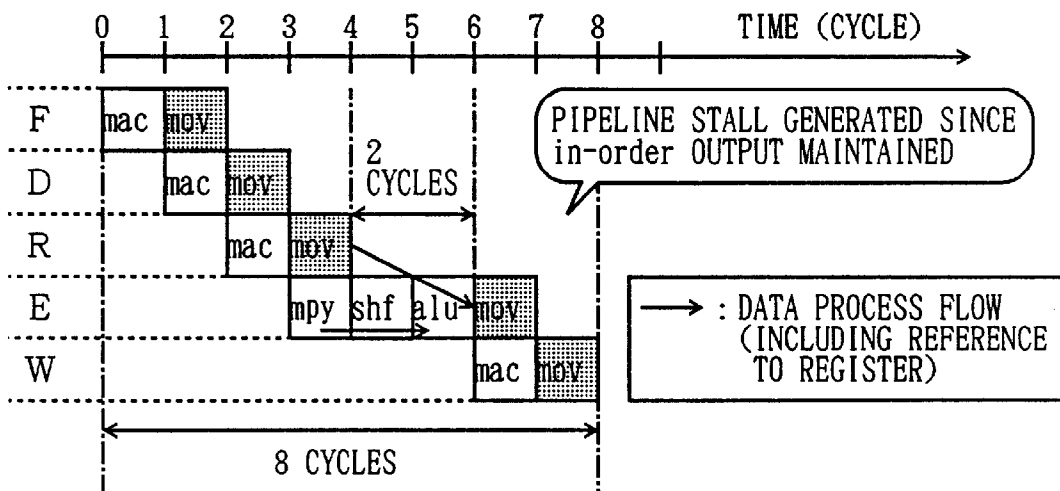 0 1 2 3 4 5 6 7 8 TIME (CYCLE)
F mac mov
PIPELINE STALL GENERATED SINCE
in-order OUTPUT MAINTAINED
2
CYCLES
D mac mov
R mac mov
E mpy shf alu mov
W mac mov
: DATA PROCESS FLOW
(INCLUDING REFERENCE
TO REGISTER)
8 CYCLES